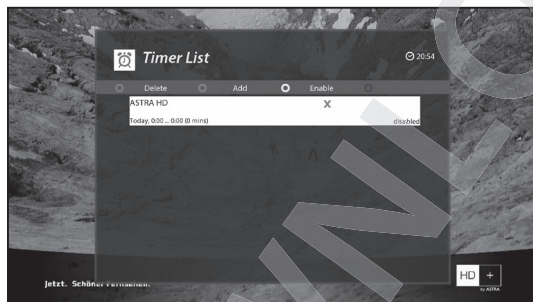 Timer List
20:54
Delete Add Enable
ASTRA HD X
Today, 0:00 ... 0:00 (0 mins) disabled
Jetzt. Schöner Fernsehen.
HD +
by ASTRA